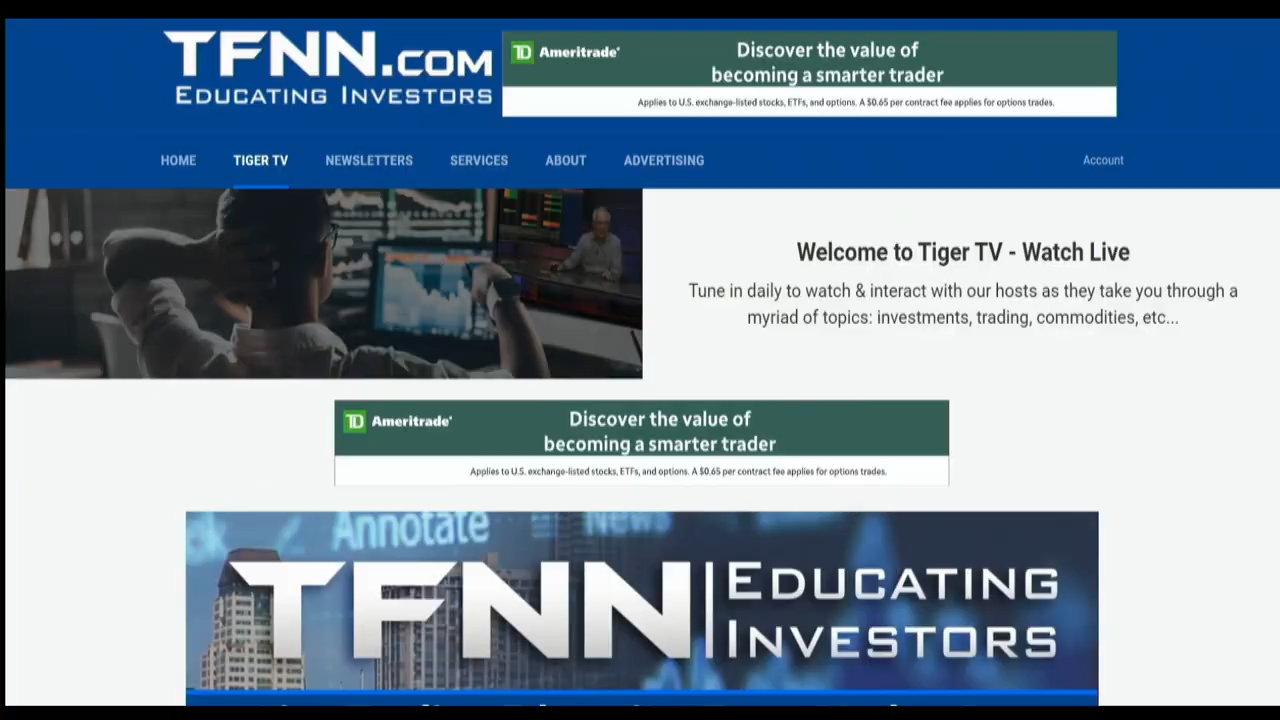 TFNN.COM
EDUCATING INVESTORS
TD Ameritrade
Discover the value of
becoming a smarter trader
Applies to U.S. exchange-listed stocks, ETFs, and options. A $0.65 per contract fee applies for options trades.
HOME TIGER TV NEWSLETTERS SERVICES ABOUT ADVERTISING Account
Welcome to Tiger TV - Watch Live
Tune in daily to watch & interact with our hosts as they take you through a
myriad of topics: investments, trading, commodities, etc...
TD Ameritrade
Discover the value of
becoming a smarter trader
Applies to U.S. exchange-listed stocks, ETFs, and options. A $0.65 per contract fee applies for options trades.
Annotate News
TFNN EDUCATING
INVESTORS